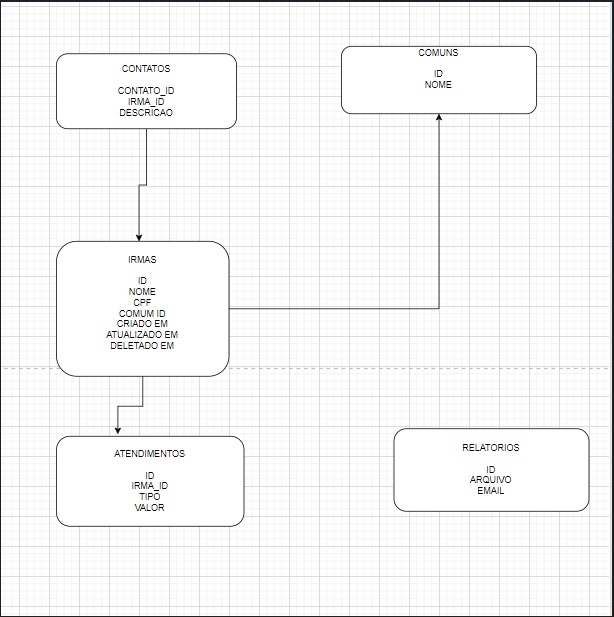 CONTATOS
CONTATO_ID
IRMA_ID
DESCRICAO
COMUNS
ID
NOME
IRMAS
ID
NOME
CPF
COMUM ID
CRIADO EM
ATUALIZADO EM
DELETADO EM
ATENDIMENTOS
ID
IRMA_ID
TIPO
VALOR
RELATORIOS
ID
ARQUIVO
EMAIL